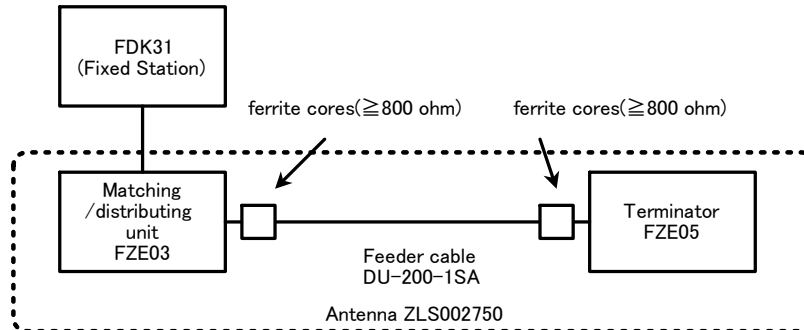 FDK31
(Fixed Station)
ferrite cores(≧800 ohm)
ferrite cores(≧800 ohm)
Matching
/distributing
unit
FZE03
Terminator
FZE05
Feeder cable
DU-200-1SA
Antenna ZLS002750